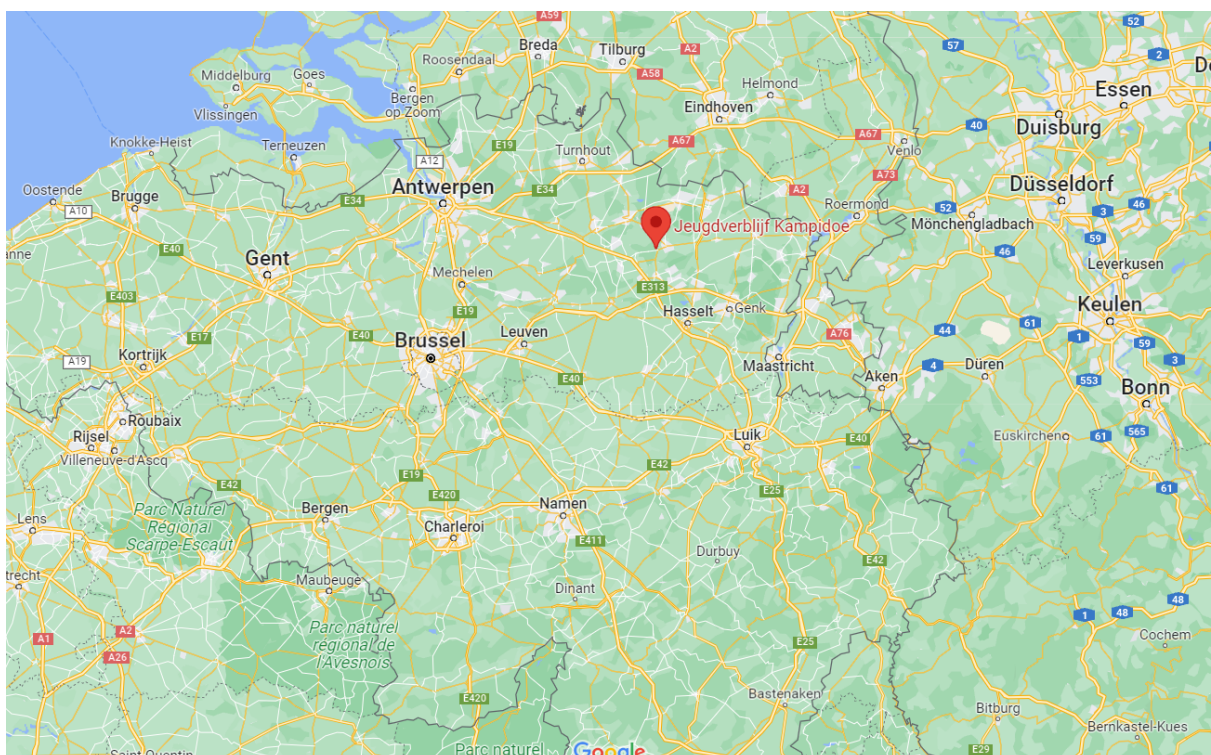 A59
52
57
Breda
Tilburg
A2
2
Roosendaal
A58
Helmond
Essen
Middelburg
Goes
Bergen
op Zoom
Eindhoven
Duisburg
Vlissingen
40
Knokke-Heist
Terneuzen
A12
E19
Turnhout
A67
A67
Venlo
Oostende
Brugge
Antwerpen
E34
A2
A73
Düsseldorf
A10
E34
Roermond
52
3
46
Jeugdverblijf Kampidoe
Mönchengladbach
59
E40
46
Gent
Mechelen
Leverkusen
E403
E313
Genk
Keulen
E19
Hasselt
61
E17
E40
Leuven
A76
44
1
59
Brussel
3
A19
Kortrijk
Maastricht
4
Düren
E40
Aken
553
Bonn
Roubaix
Rijsel
Luik
E40
Euskirchen
61
565
Villeneuve-d'Ascq
E42
E19
E42
61
E420
E25
Lens
Parc Naturel
Régional
Scarpe-Escaut
Bergen
Namen
Charleroi
E411
Durbuy
E42
Maubeuge
Dinant
48
1
48
A1
A2
Parc naturel
régional de
l'Avesnois
E25
Cochem
A26
E420
Bastenaken
Bitburg
Bernkastel-Kues
Saint-Quentin
Parc naturel
Google
E29